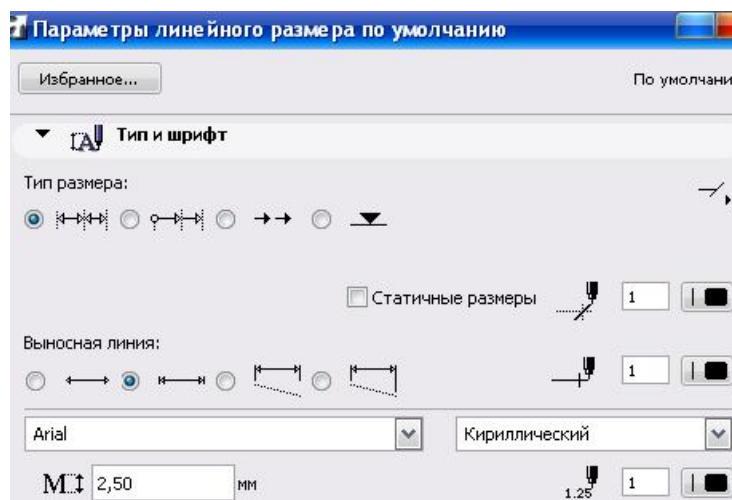 Параметры линейного размера по умолчанию
Избранное...
По умолчани
Тип и шрифт
Тип размера:
Статичные размеры
1
Выносная линия:
1
Arial
Кириллический
М
2,50
мм
1.25
1